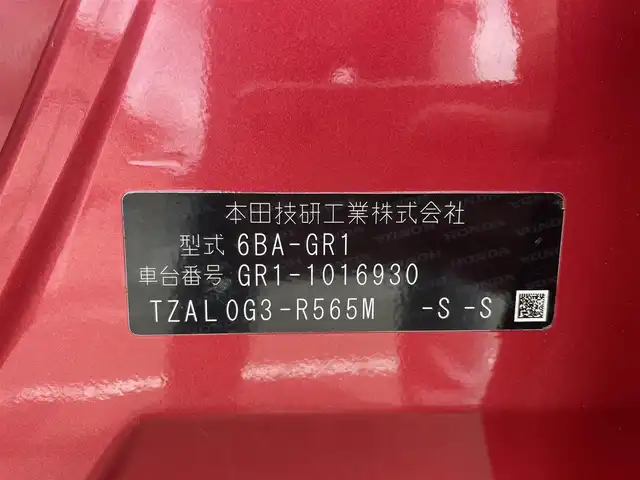 本田技研工業株式会社
型式 6BA-GR1
車台番号 GR1-1016930
TZAL0G3-R565M -S -S